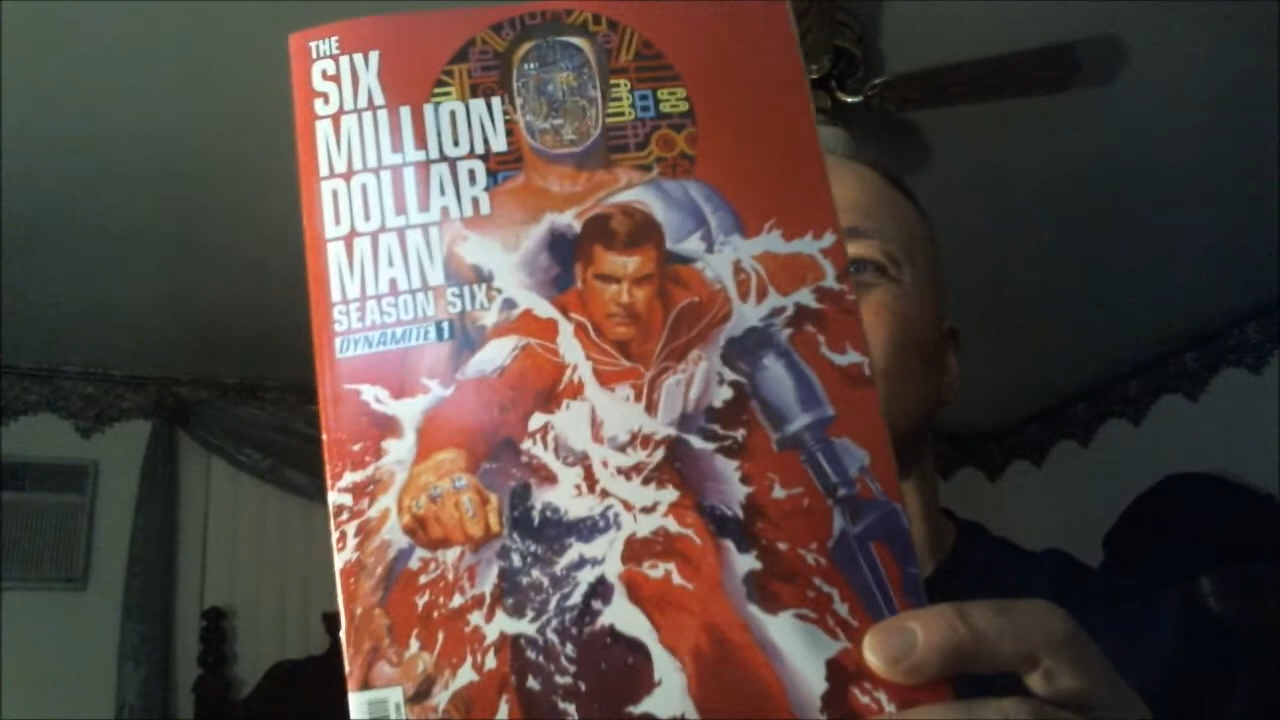 THE
SIX
MILLION
DOLLAR
MAN
SEASON SIX
DYNAMITE 1